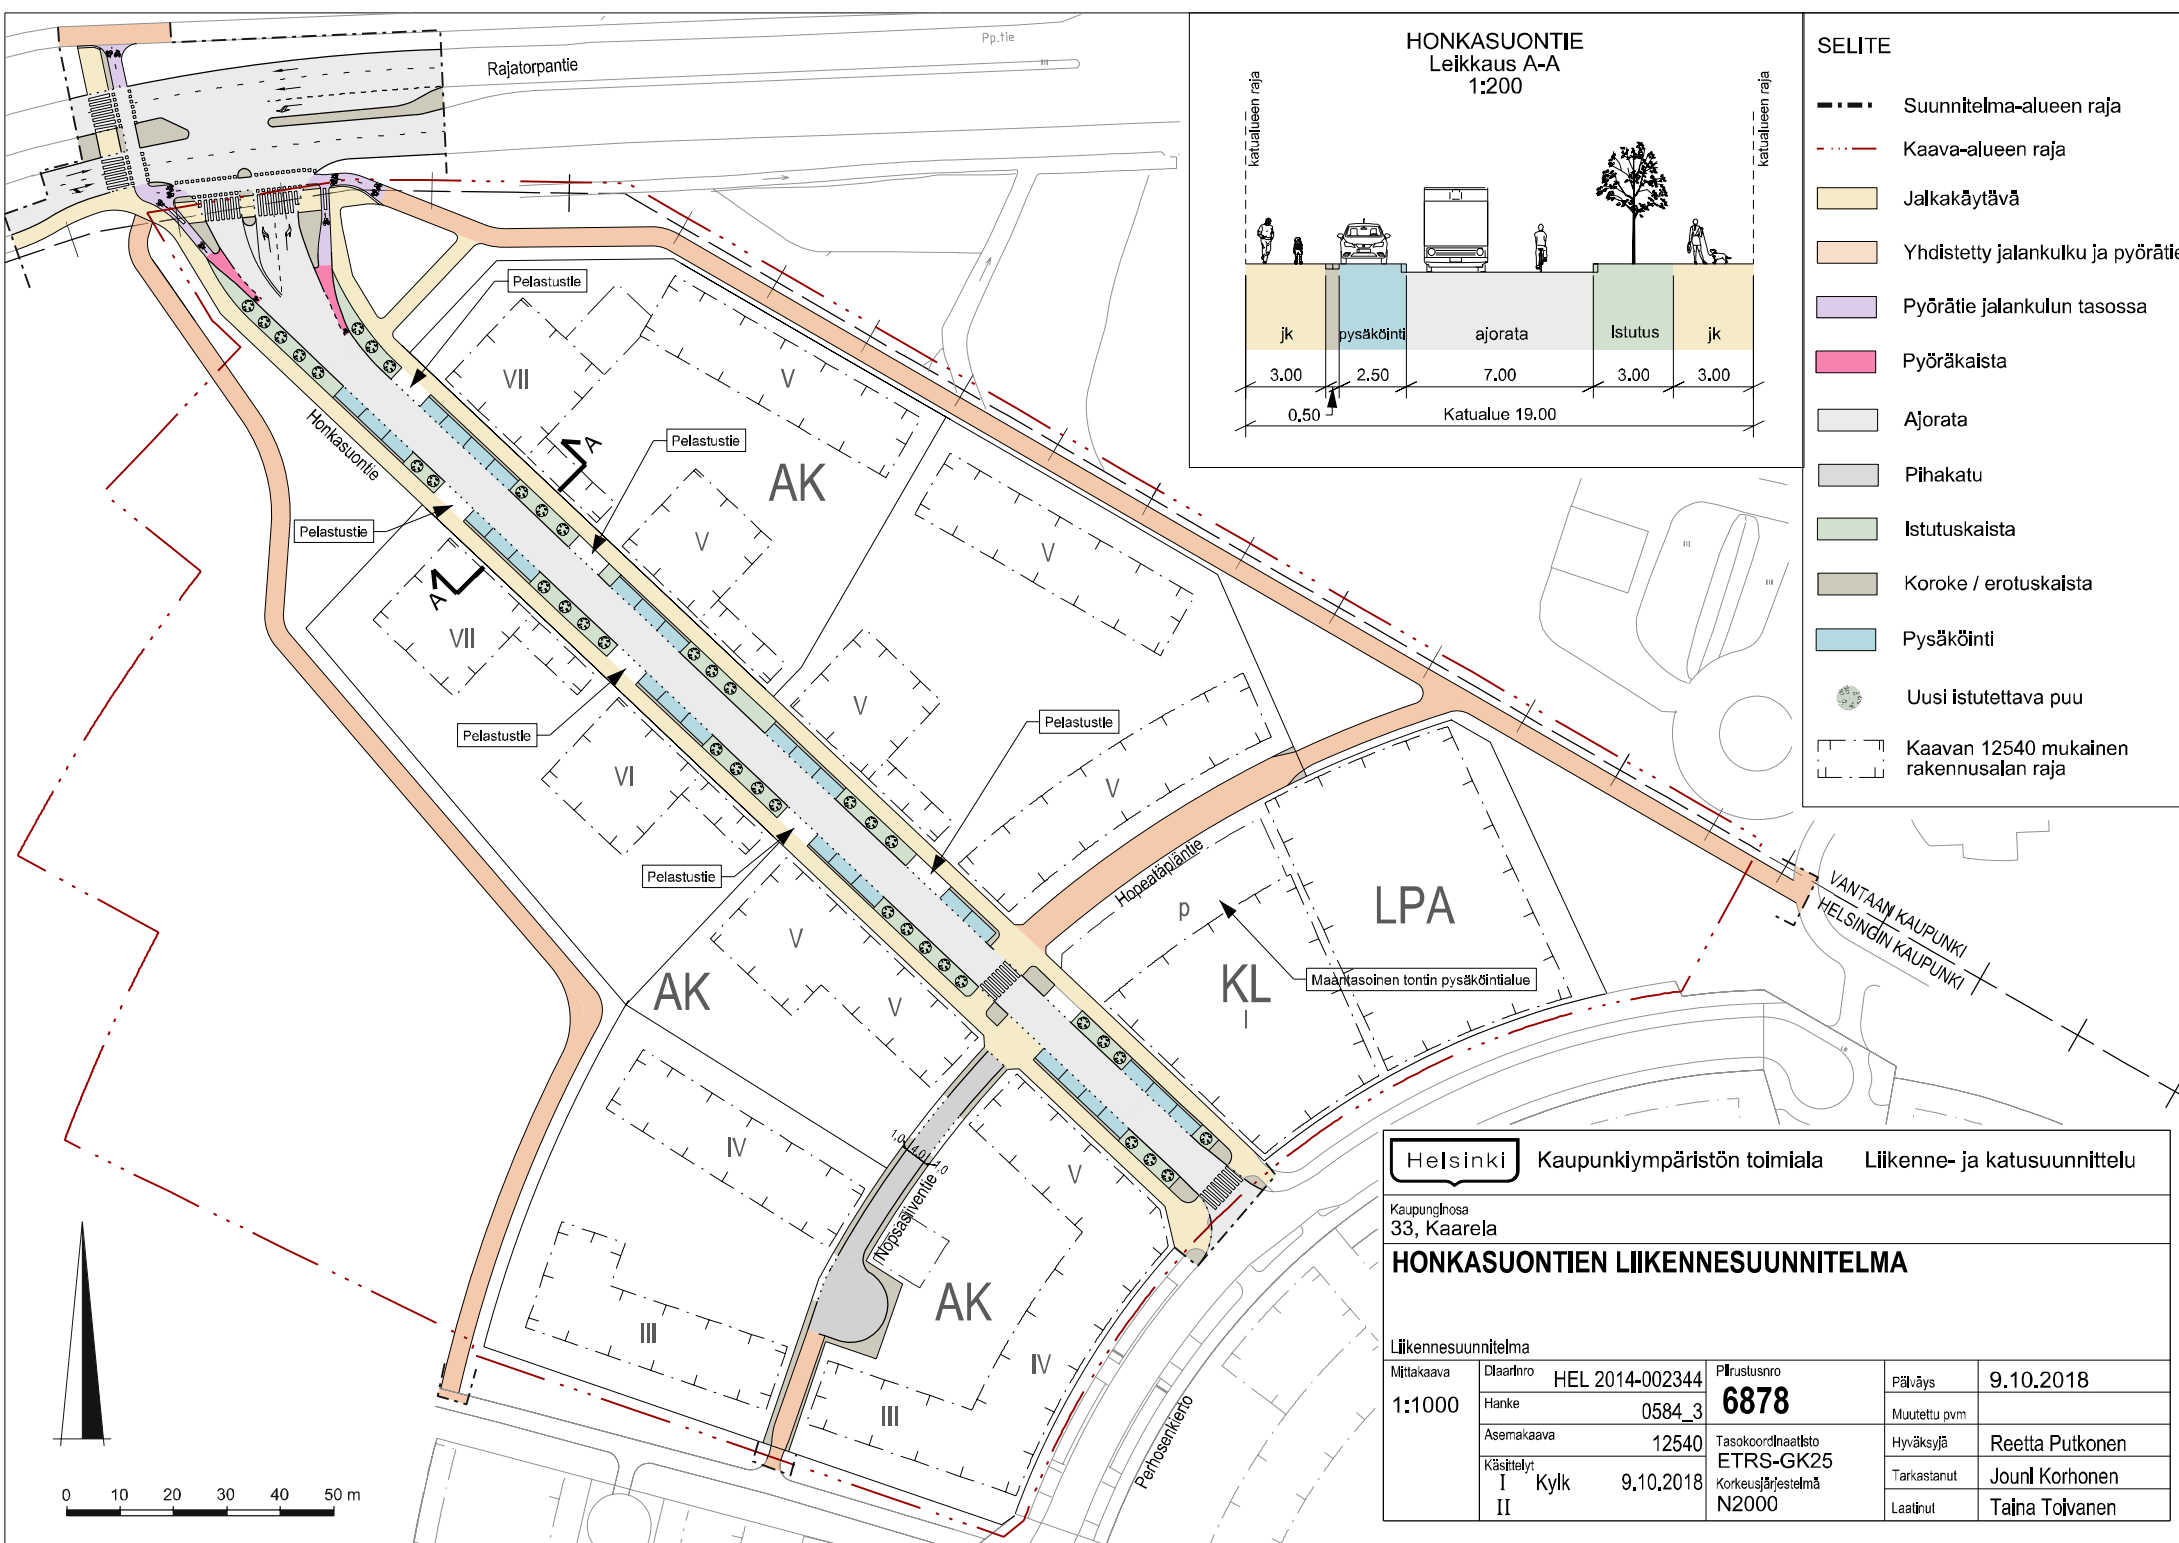 Pp.tie
Rajatorpantie
HONKASUONTIE
Leikkaus A-A
1:200
katualueen raja
katualueen raja
jk
pysäköinti
ajorata
Istutus
jk
3.00
2.50
7.00
3.00
3.00
0.50
Katualue 19.00
SELITE
Suunnitelma-alueen raja
Kaava-alueen raja
Jalkakäytävä
Yhdistetty jalankulku ja pyörätie
Pyörätie jalankulun tasossa
Pyöräkaista
Ajorata
Pihakatu
Istutuskaista
Koroke / erotuskaista
Pysäköinti
Uusi istutettava puu
Kaavan 12540 mukainen
rakennusalan raja
Pelastustie
VII
V
Honkasuontie
A
Pelastustie
AK
Pelastustie
V
V
A
VII
V
Pelastustie
Pelastustie
VI
V
Pelastustie
Hopeatäpläntie
p
LPA
VANTAAN KAUPUNKI
HELSINGIN KAUPUNKI
V
AK
V
KL
I
Maantasoinen tontin pysäköintialue
IV
1,0
4,0
1,0
V
Nopsasiiventie
AK
III
IV
III
Perhosenkierto
0 10 20 30 40 50 m
Helsinki
Kaupunkiympäristön toimiala Liikenne- ja katusuunnittelu
Kaupunginosa
33, Kaarela
HONKASUONTIEN LIIKENNESUUNNITELMA
Liikennesuunnitelma
Mittakaava
1:1000
Diaarinro
HEL 2014-002344
Hanke
0584_3
Asemakaava
12540
Käsittelyt
I Kylk 9.10.2018
II
Piirustusnro
6878
Tasokoordinaatisto
ETRS-GK25
Korkeusjärjestelmä
N2000
Päiväys 9.10.2018
Muutettu pvm
Hyväksyjä Reetta Putkonen
Tarkastanut Jouni Korhonen
Laatinut Taina Toivanen